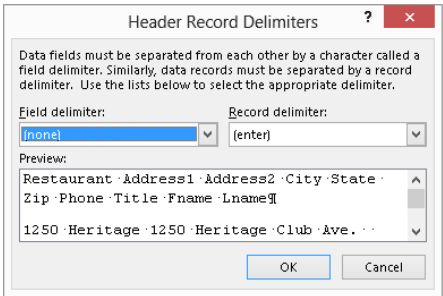 Header Record Delimiters ? ×
Data fields must be separated from each other by a character called a
field delimiter. Similarly, data records must be separated by a record
delimiter. Use the lists below to select the appropriate delimiter.
Field delimiter: Record delimiter:
(none) (enter)
Preview:
Restaurant·Address1·Address2·City·State·
Zip·Phone·Title·Fname·Lname¶
1250·Heritage·1250·Heritage·Club·Ave.··
OK Cancel